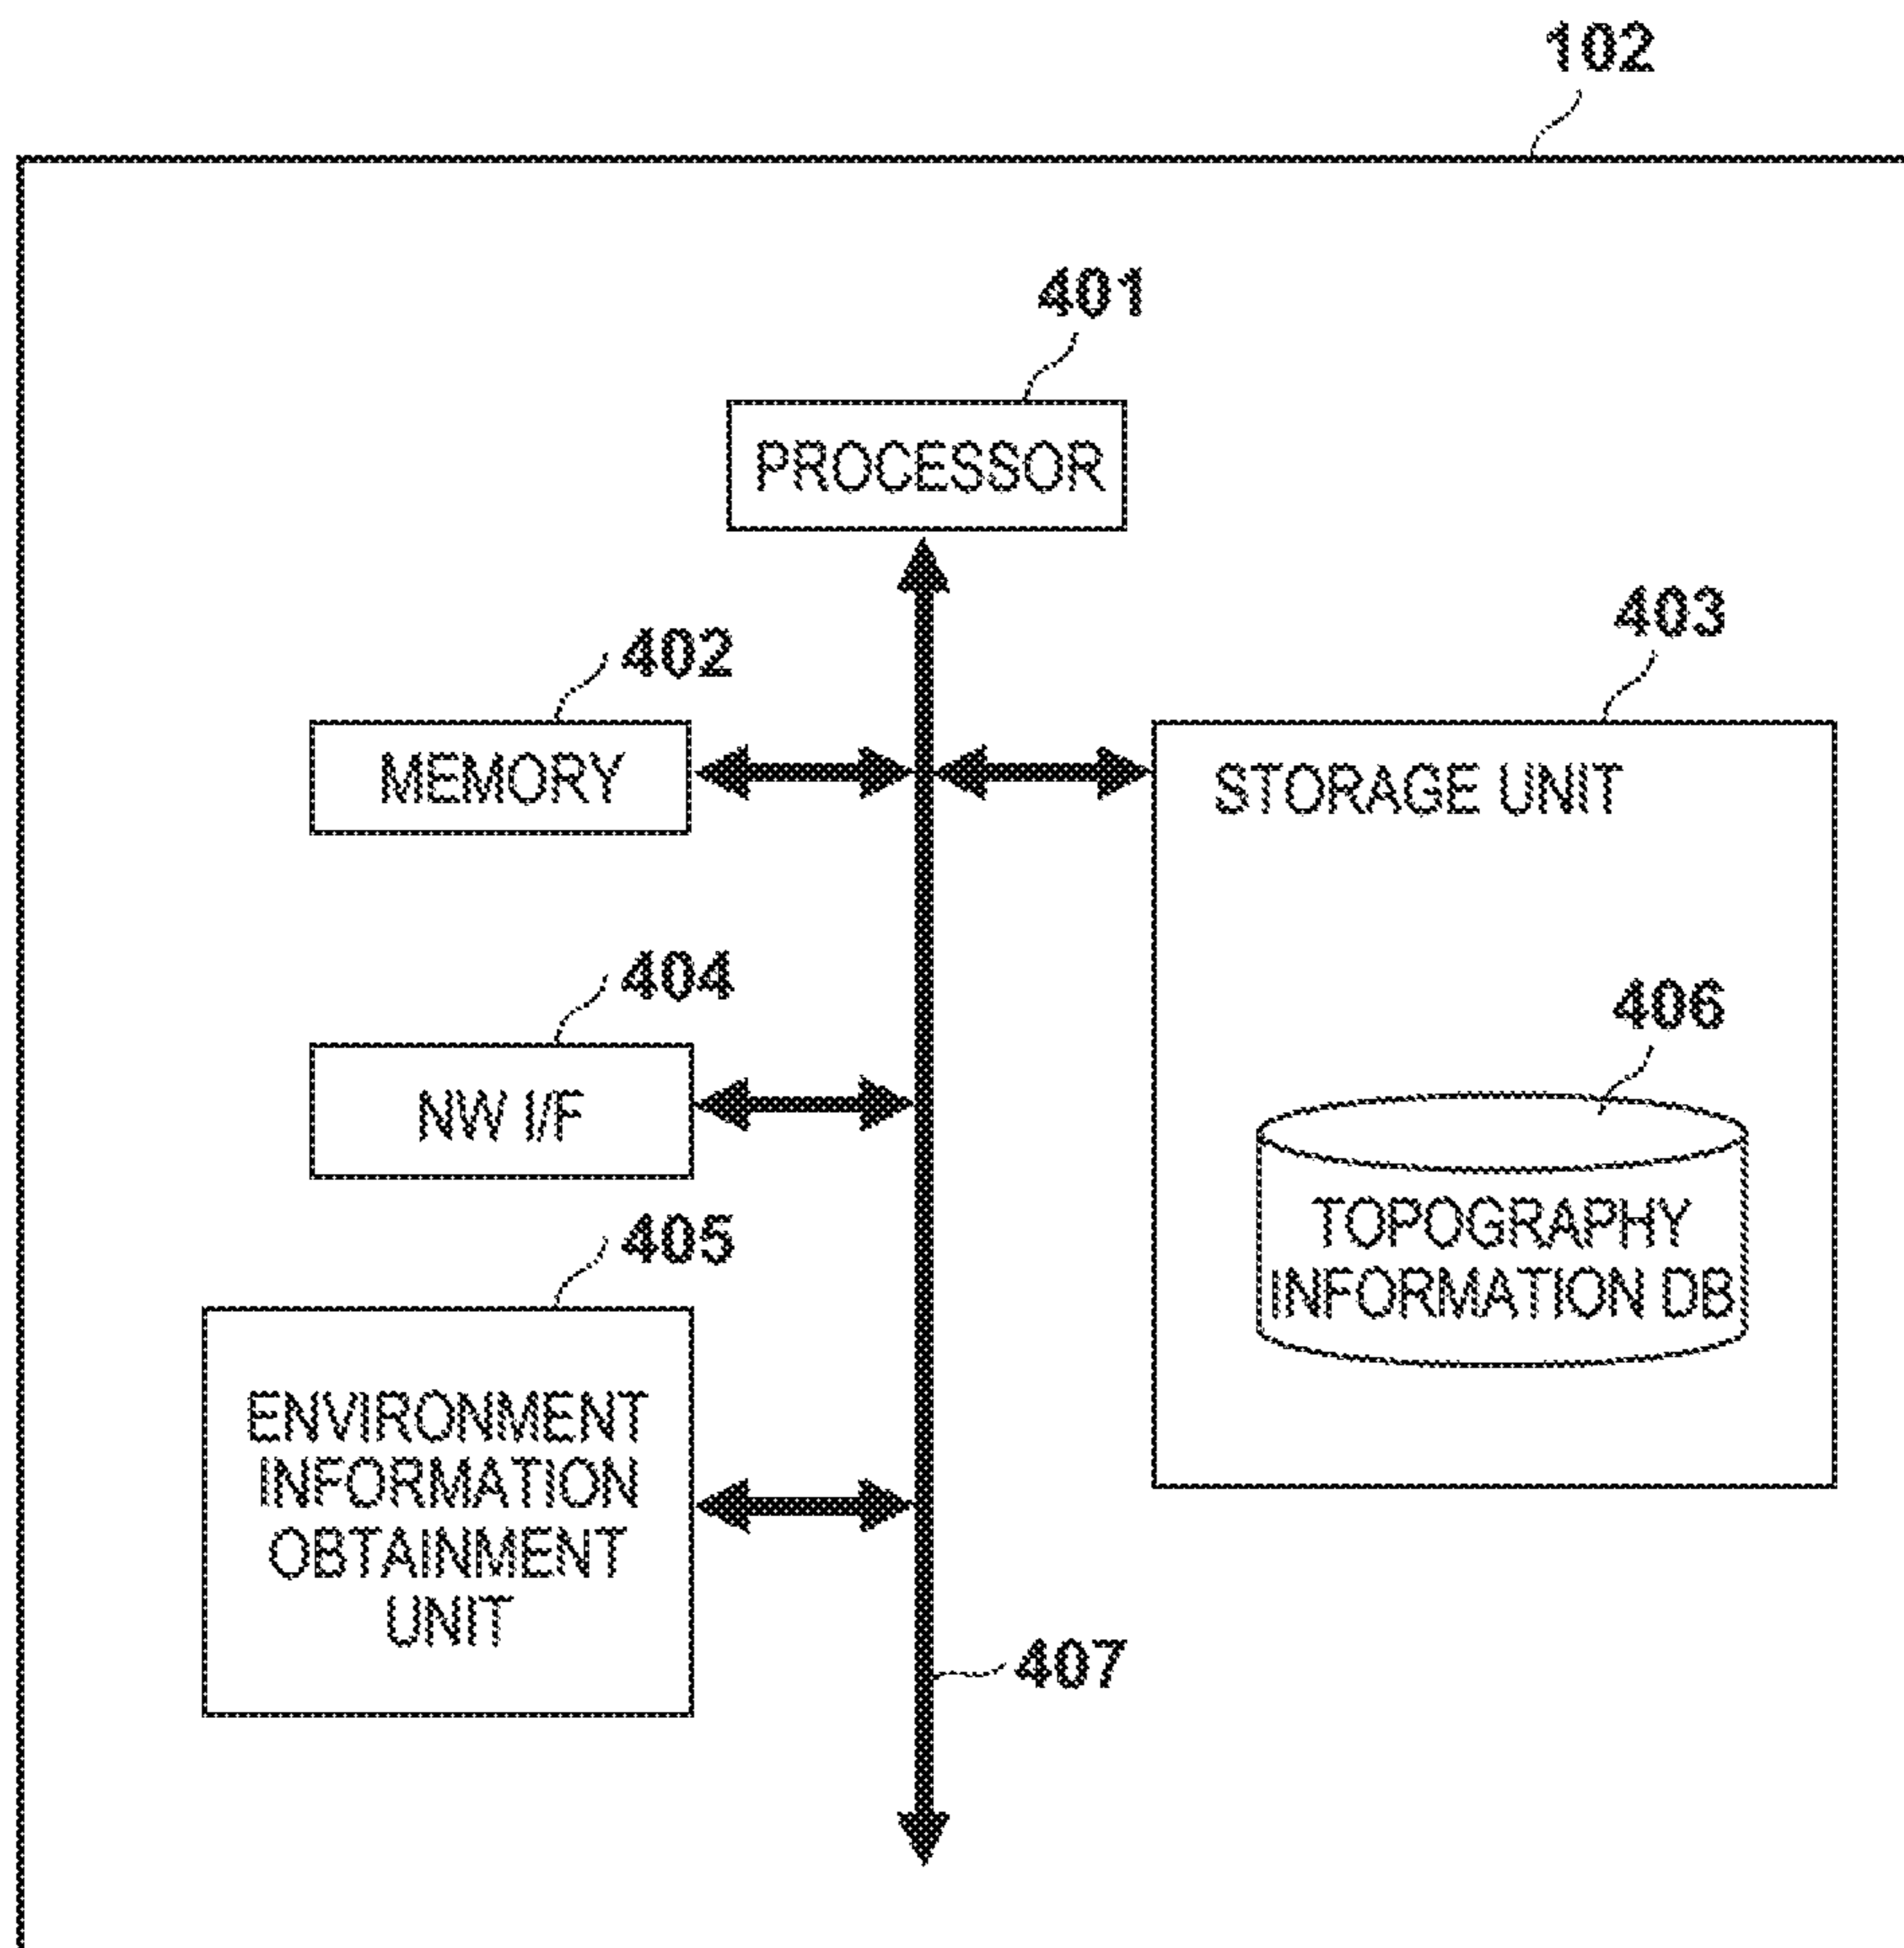 102
401
PROCESSOR
402
MEMORY
403
STORAGE UNIT
404
NW I/F
406
TOPOGRAPHY
INFORMATION DB
405
ENVIRONMENT
INFORMATION
OBTAINMENT
UNIT
407